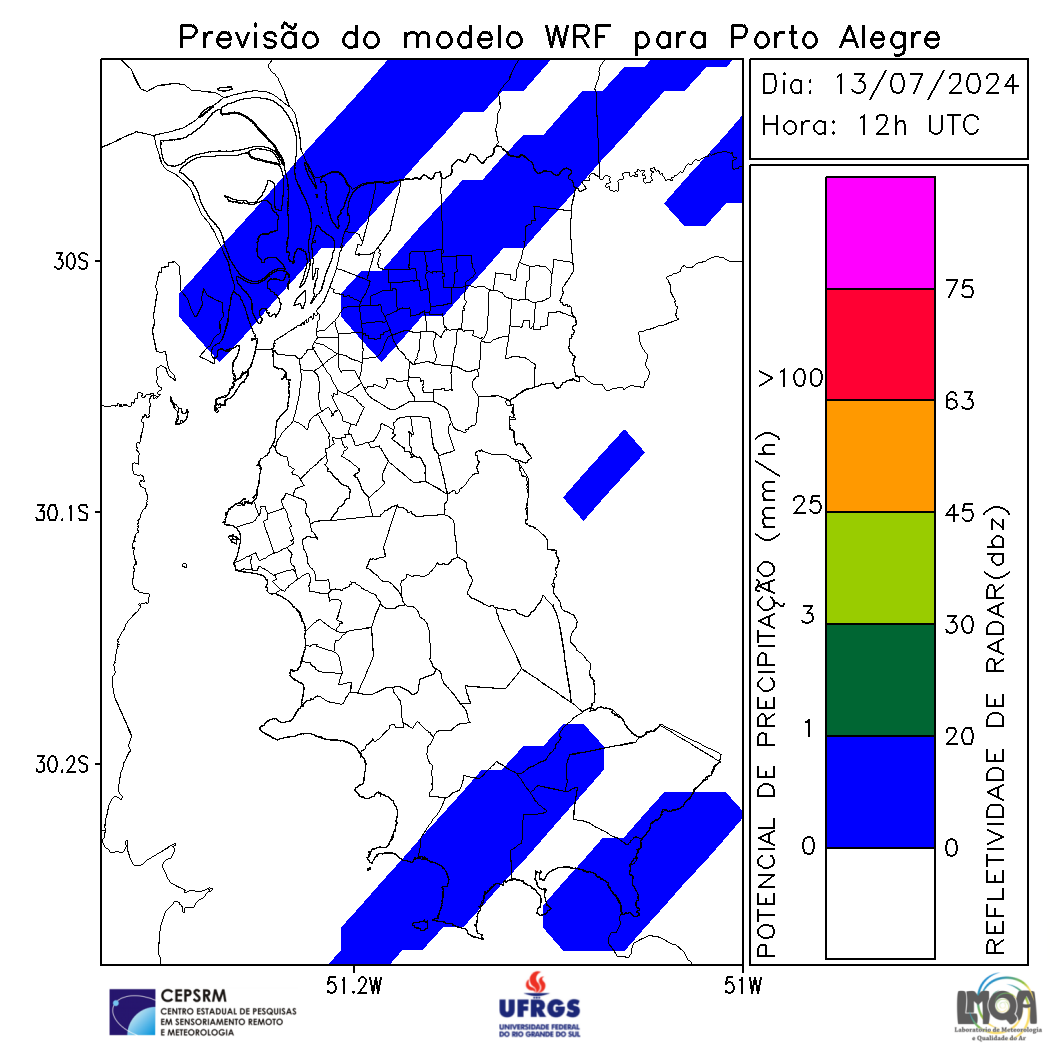 Previsão do modelo WRF para Porto Alegre
Dia: 13/07/2024
Hora: 12h UTC
30S
30.1S
30.2S
51.2W
51W
POTENCIAL DE PRECIPITAÇÃO (mm/h)
>100
25
3
1
0
75
63
45
30
20
0
REFLETIVIDADE DE RADAR(dbz)
CEPSRM
CENTRO ESTADUAL DE PESQUISAS
EM SENSORIAMENTO REMOTO
E METEOROLOGIA
UFRGS
UNIVERSIDADE FEDERAL
DO RIO GRANDE DO SUL
LMQA
Laboratório de Meteorologia
e Qualidade do Ar